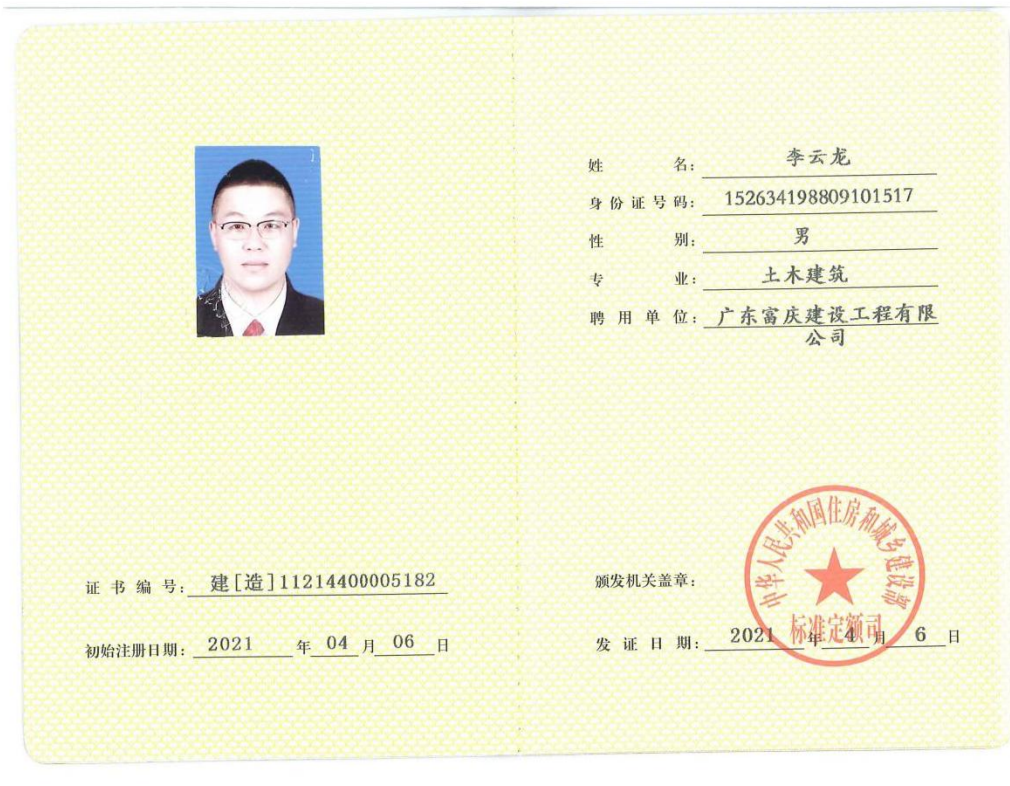 姓名：李云龙
身份证号码：152634198809101517
性别：男
专业：土木建筑
聘用单位：广东富庆建设工程有限
公司
证书编号：建[造]11214400005182
初始注册日期：2021年04月06日
颁发机关盖章：
中华人民共和国住房和城乡建设部
标准定额司
发证日期：2021年4月6日